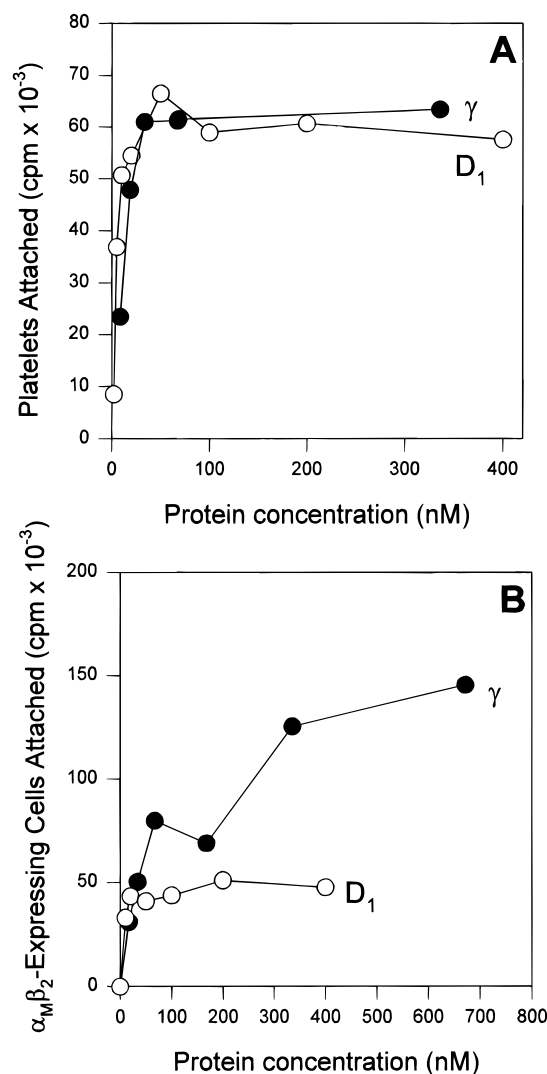 A
Platelets Attached (cpm x 10⁻³)
80
70
60
50
40
30
20
10
0
γ
D₁
0 100 200 300 400
Protein concentration (nM)
B
α_Mβ₂-Expressing Cells Attached (cpm x 10⁻³)
200
150
100
50
0
γ
D₁
0 100 200 300 400 500 600 700 800
Protein concentration (nM)